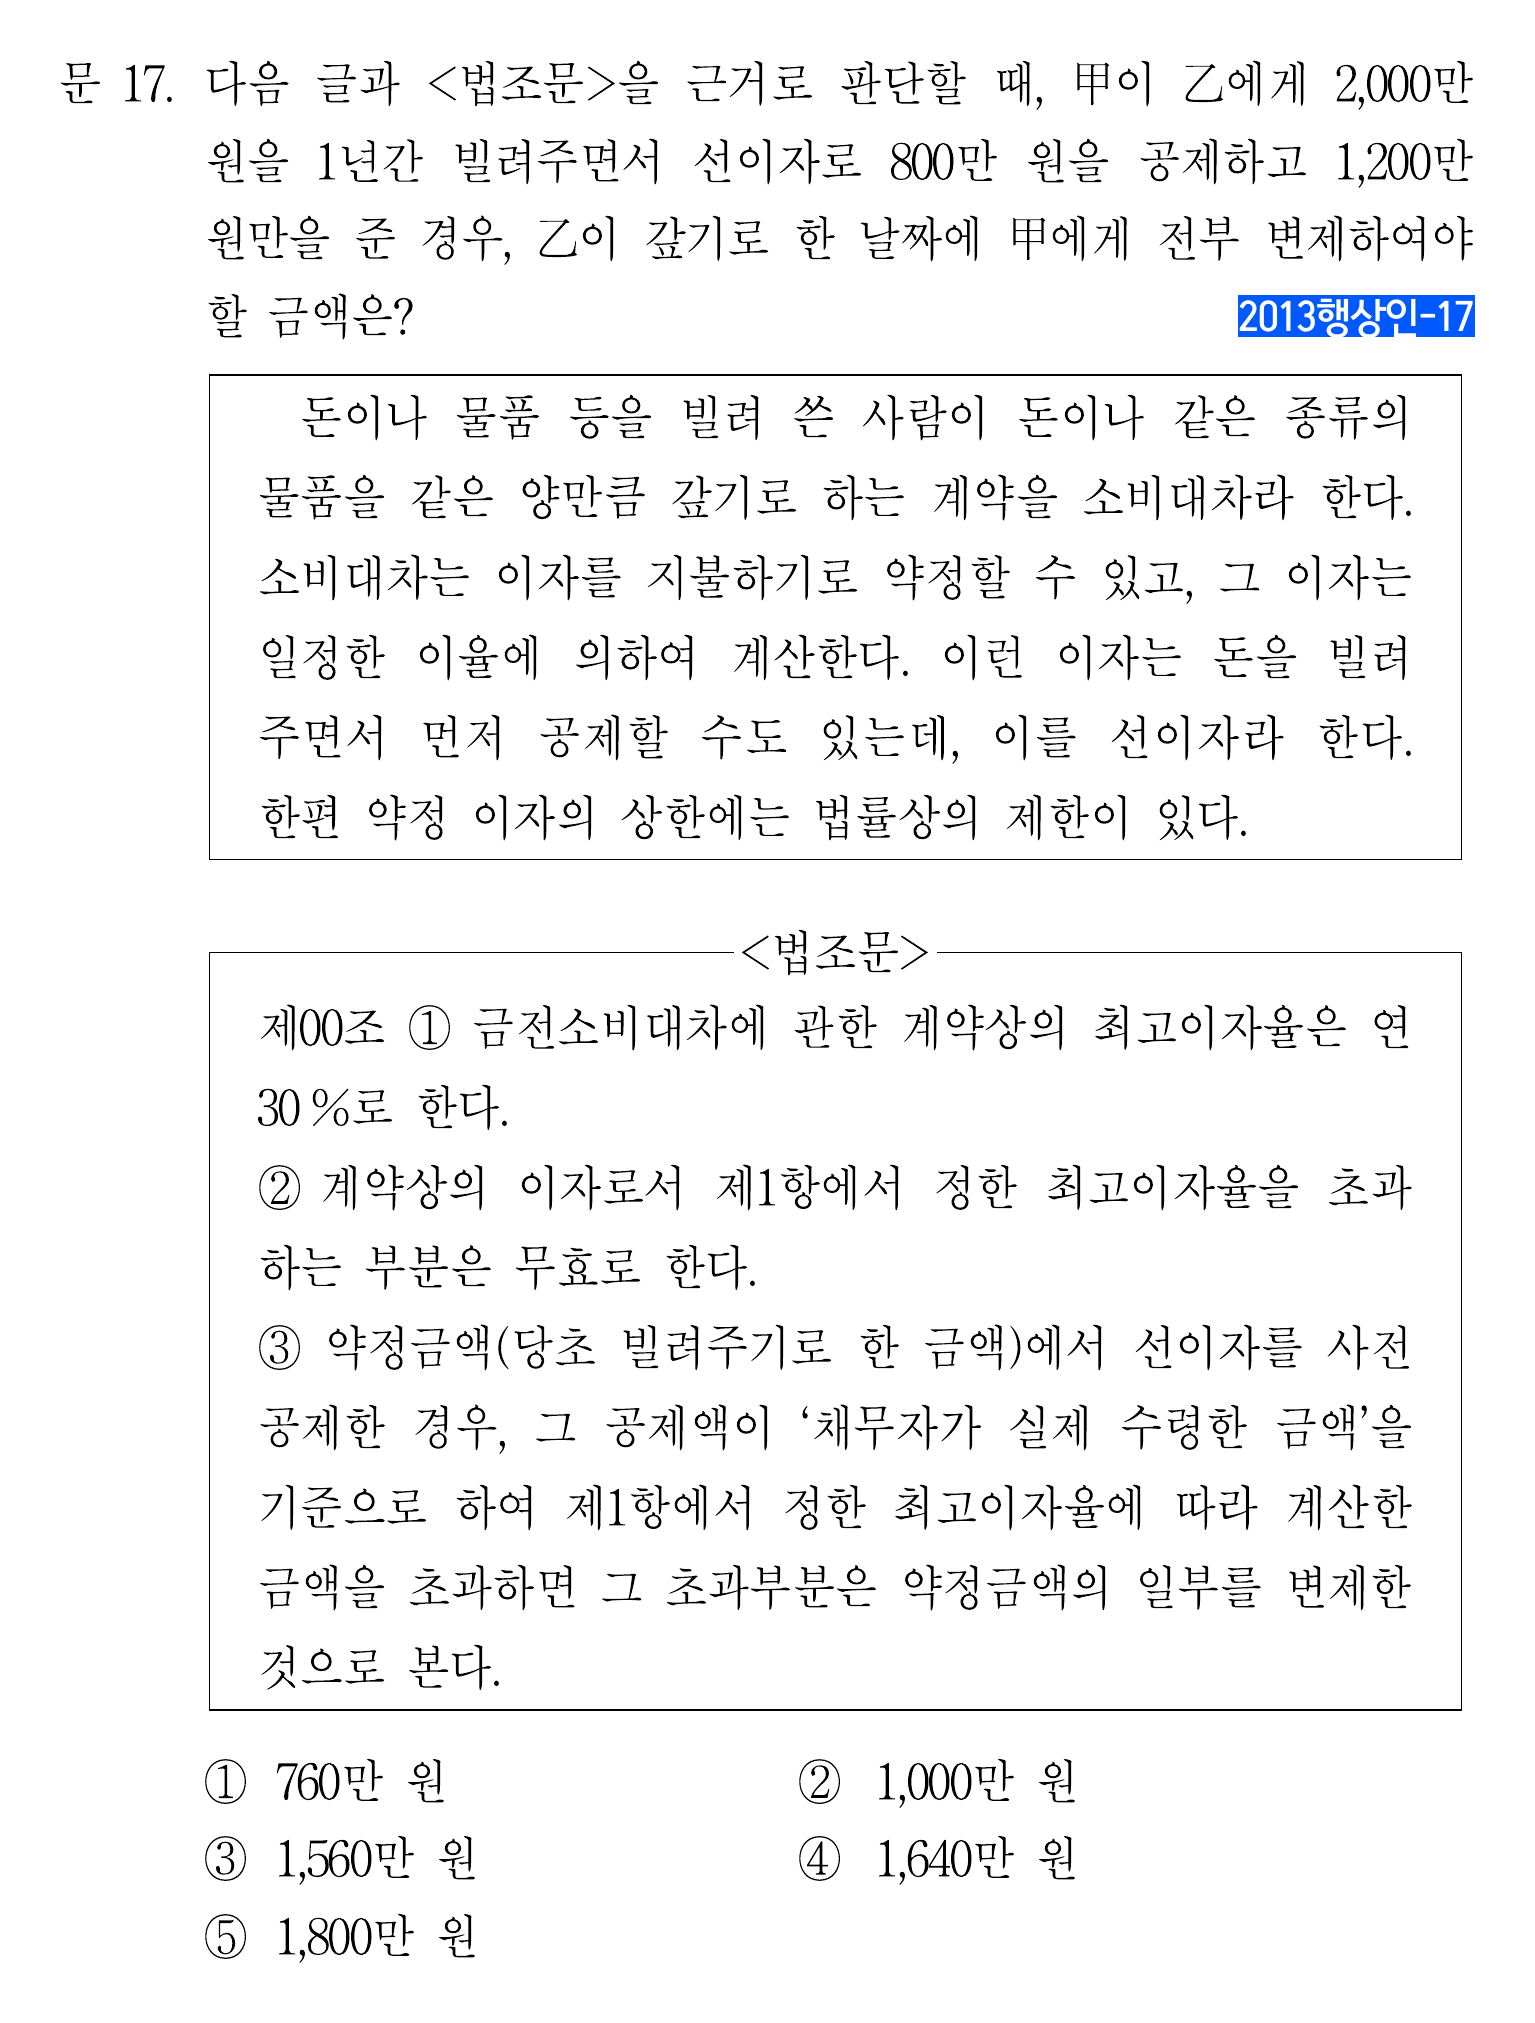 문 17. 다음 글과 <법조문>을 근거로 판단할 때, 甲이 乙에게 2,000만
원을 1년간 빌려주면서 선이자로 800만 원을 공제하고 1,200만
원만을 준 경우, 乙이 갚기로 한 날짜에 甲에게 전부 변제하여야
할 금액은?
2013행상인-17
돈이나 물품 등을 빌려 쓴 사람이 돈이나 같은 종류의
물품을 같은 양만큼 갚기로 하는 계약을 소비대차라 한다.
소비대차는 이자를 지불하기로 약정할 수 있고, 그 이자는
일정한 이율에 의하여 계산한다. 이런 이자는 돈을 빌려
주면서 먼저 공제할 수도 있는데, 이를 선이자라 한다.
한편 약정 이자의 상한에는 법률상의 제한이 있다.
<법조문>
제00조 ① 금전소비대차에 관한 계약상의 최고이자율은 연
30%로 한다.
② 계약상의 이자로서 제1항에서 정한 최고이자율을 초과
하는 부분은 무효로 한다.
③ 약정금액(당초 빌려주기로 한 금액)에서 선이자를 사전
공제한 경우, 그 공제액이 ‘채무자가 실제 수령한 금액’을
기준으로 하여 제1항에서 정한 최고이자율에 따라 계산한
금액을 초과하면 그 초과부분은 약정금액의 일부를 변제한
것으로 본다.
① 760만 원
② 1,000만 원
③ 1,560만 원
④ 1,640만 원
⑤ 1,800만 원